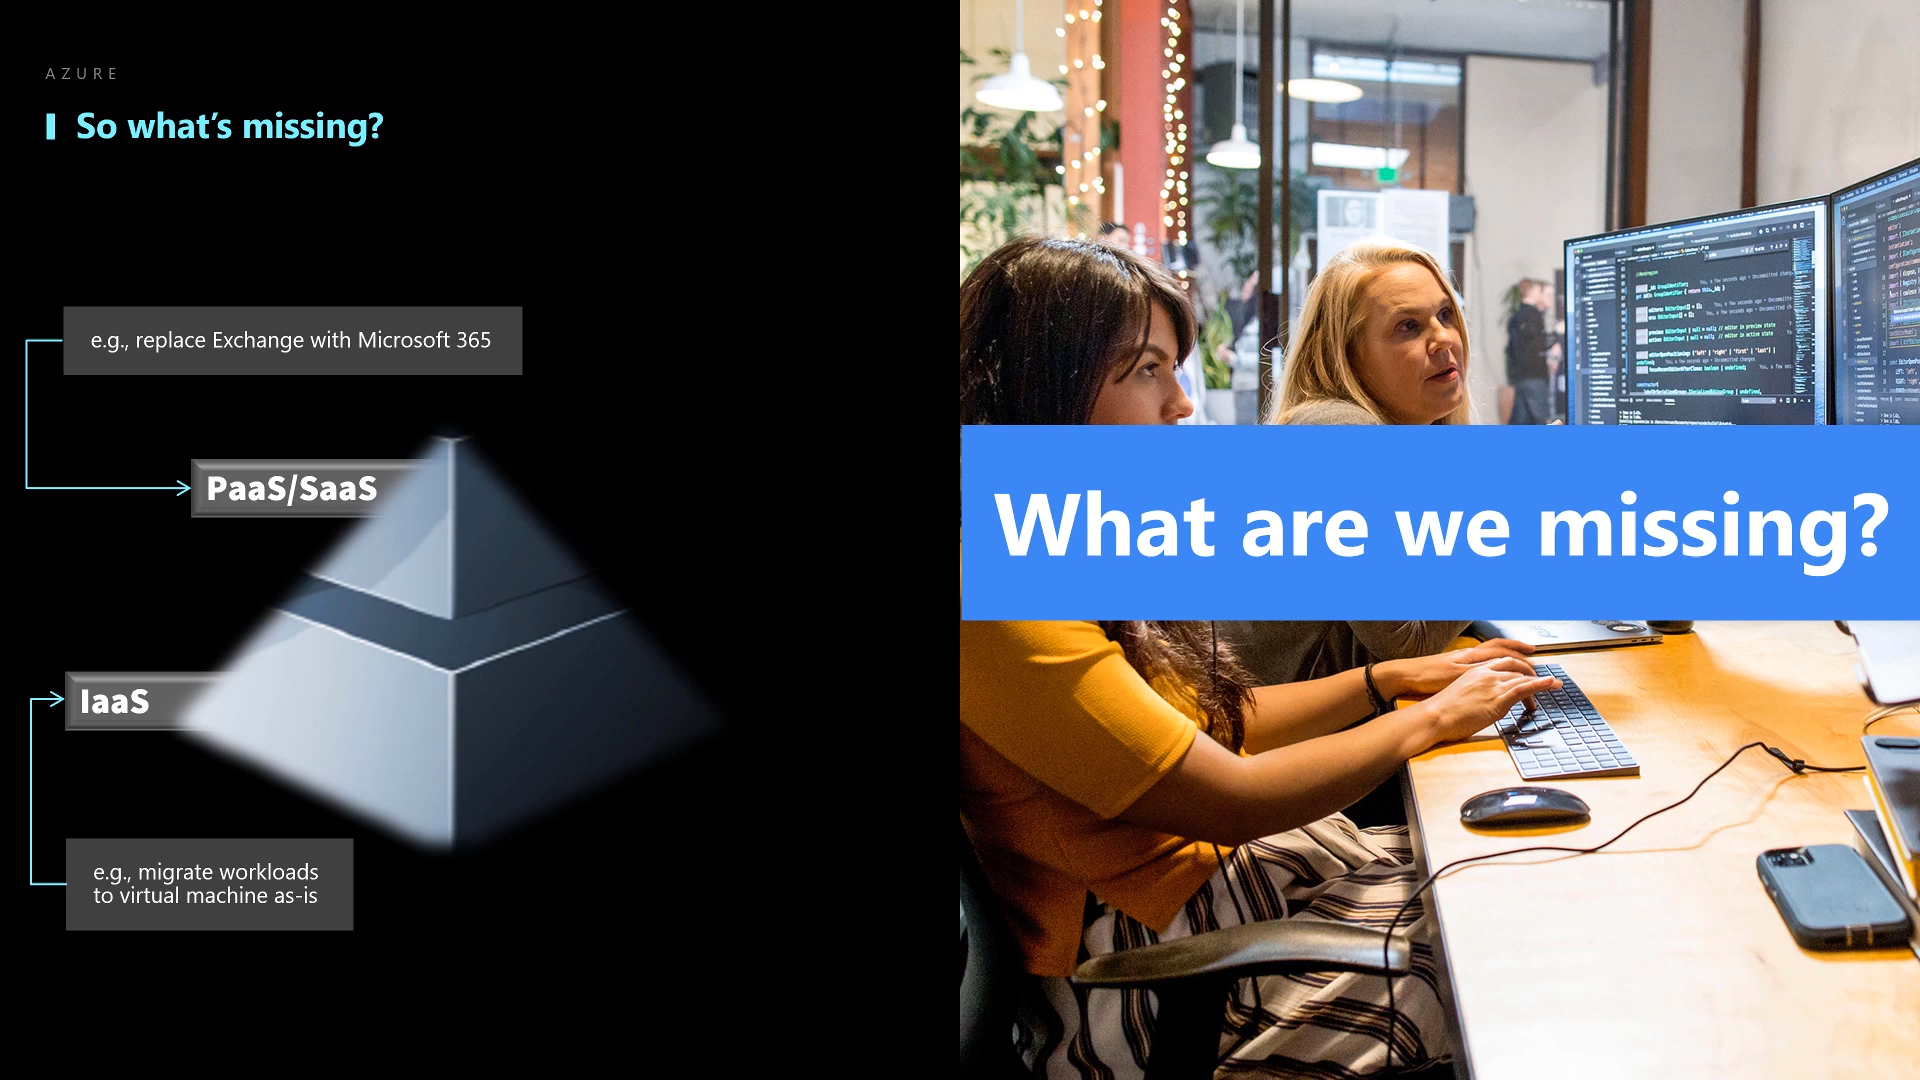 AZURE
So what's missing?
e.g., replace Exchange with Microsoft 365
PaaS/SaaS
IaaS
e.g., migrate workloads
to virtual machine as-is
What are we missing?